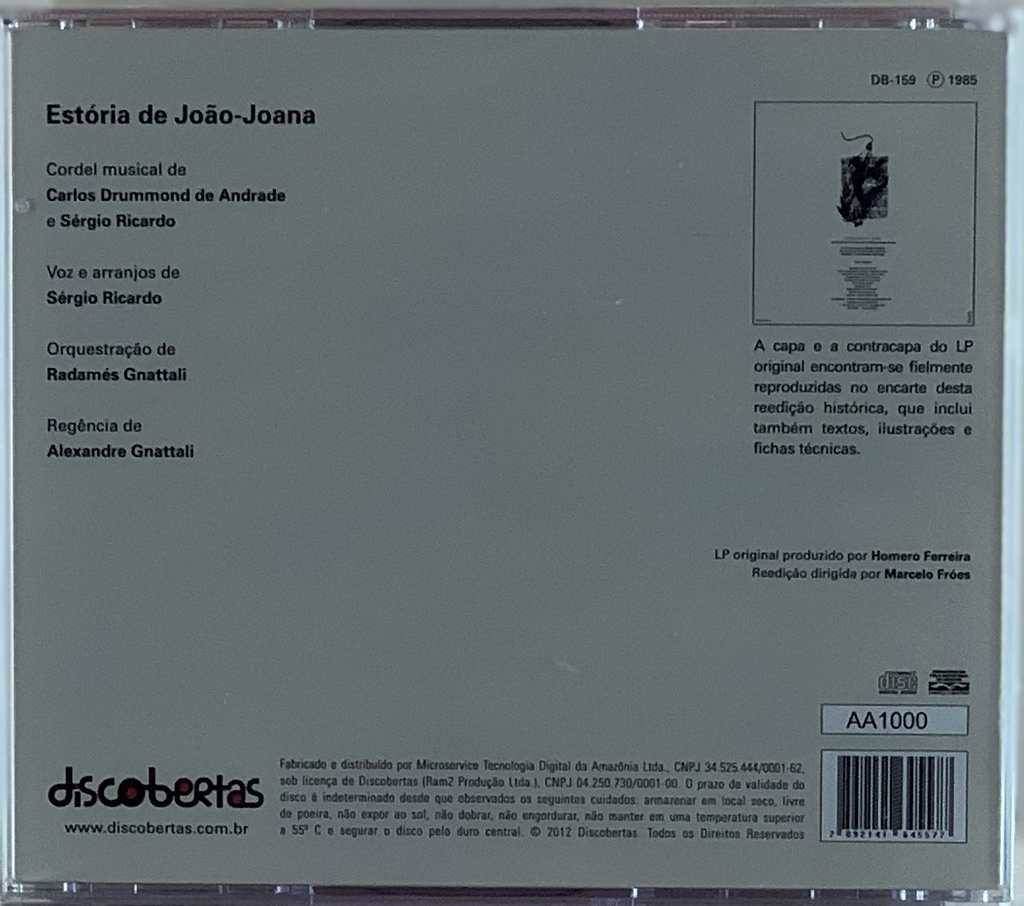 DB-159 Ⓟ 1985
Estória de João-Joana
Cordel musical de
Carlos Drummond de Andrade
e Sérgio Ricardo
Voz e arranjos de
Sérgio Ricardo
Orquestração de
Radamés Gnattali
Regência de
Alexandre Gnattali
A capa e a contracapa do LP
original encontram-se fielmente
reproduzidas no encarte desta
reedição histórica, que inclui
também textos, ilustrações e
fichas técnicas.
LP original produzido por Homero Ferreira
Reedição dirigida por Marcelo Fróes
disc
AA1000
discobertas
www.discobertas.com.br
Fabricado e distribuído por Microservice Tecnologia Digital da Amazônia Ltda., CNPJ 34.525.444/0001-62,
sob licença de Discobertas (Ram2 Produção Ltda.), CNPJ 04.250.730/0001-00. O prazo de validade do
disco é indeterminado desde que observados os seguintes cuidados: armazenar em local seco, livre
de poeira, não expor ao sol, não dobrar, não engordurar, não manter em uma temperatura superior
a 55º C e segurar o disco pelo duro central. © 2012 Discobertas. Todos os Direitos Reservados
7 892141 645577